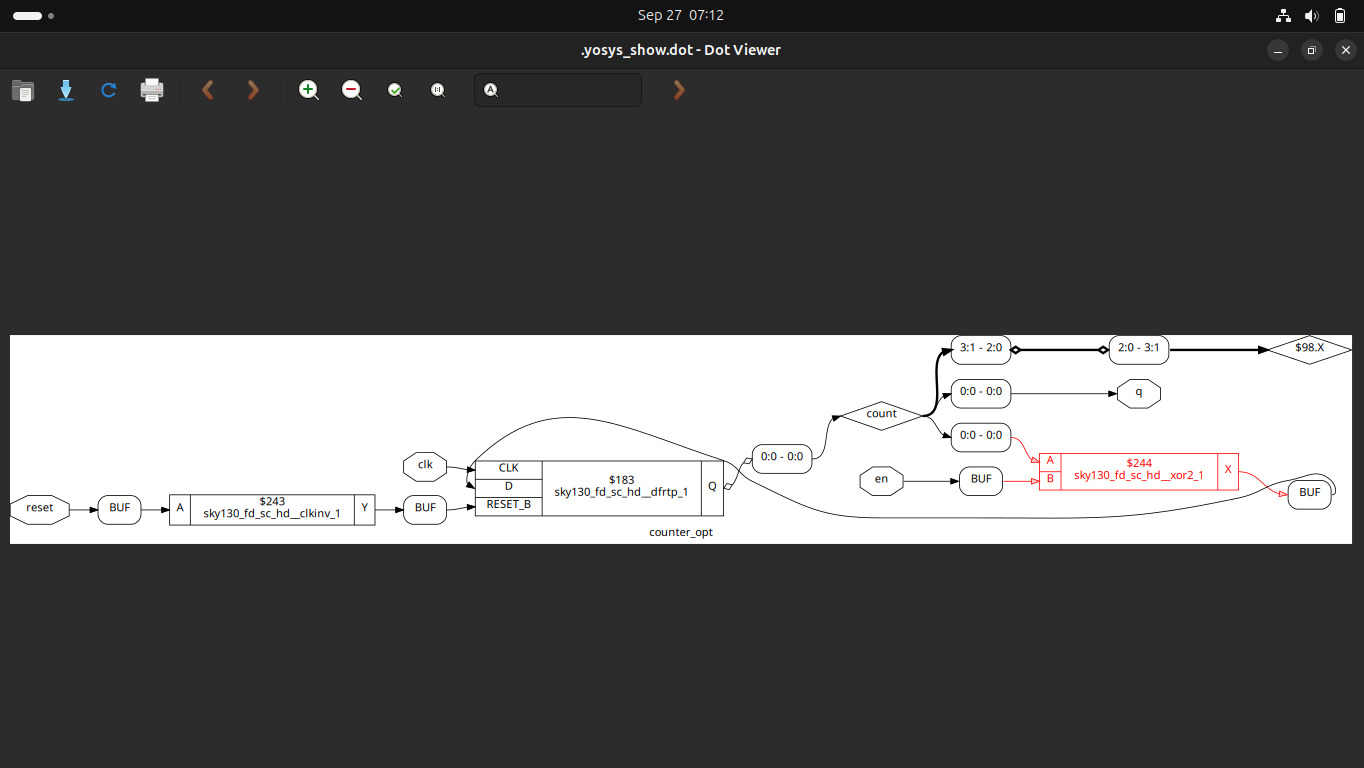 Sep 27 07:12
.yosys_show.dot - Dot Viewer
A
3:1 - 2:0
2:0 - 3:1
$98.X
0:0 - 0:0
q
count
0:0 - 0:0
0:0 - 0:0
clk
CLK
D
RESET_B
$183
sky130_fd_sc_hd__dfrtp_1
Q
en
BUF
A
B
$244
sky130_fd_sc_hd__xor2_1
X
BUF
reset
BUF
A
$243
sky130_fd_sc_hd__clkinv_1
Y
BUF
counter_opt